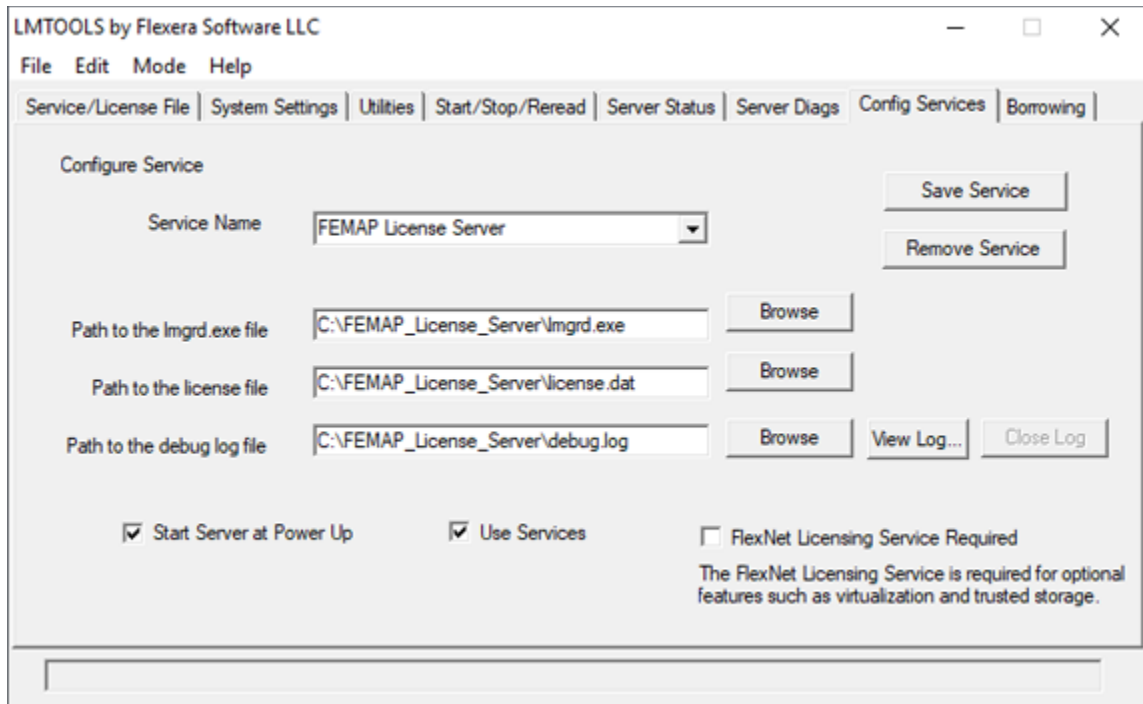 LMTOOLS by Flexera Software LLC
File Edit Mode Help
Service/License File System Settings Utilities Start/Stop/Reread Server Status Server Diags Config Services Borrowing
Configure Service
Save Service
Service Name FEMAP License Server
Remove Service
Path to the lmgrd.exe file C:\FEMAP_License_Server\lmgrd.exe Browse
Path to the license file C:\FEMAP_License_Server\license.dat Browse
Path to the debug log file C:\FEMAP_License_Server\debug.log Browse View Log... Close Log
Start Server at Power Up Use Services FlexNet Licensing Service Required
The FlexNet Licensing Service is required for optional
features such as virtualization and trusted storage.